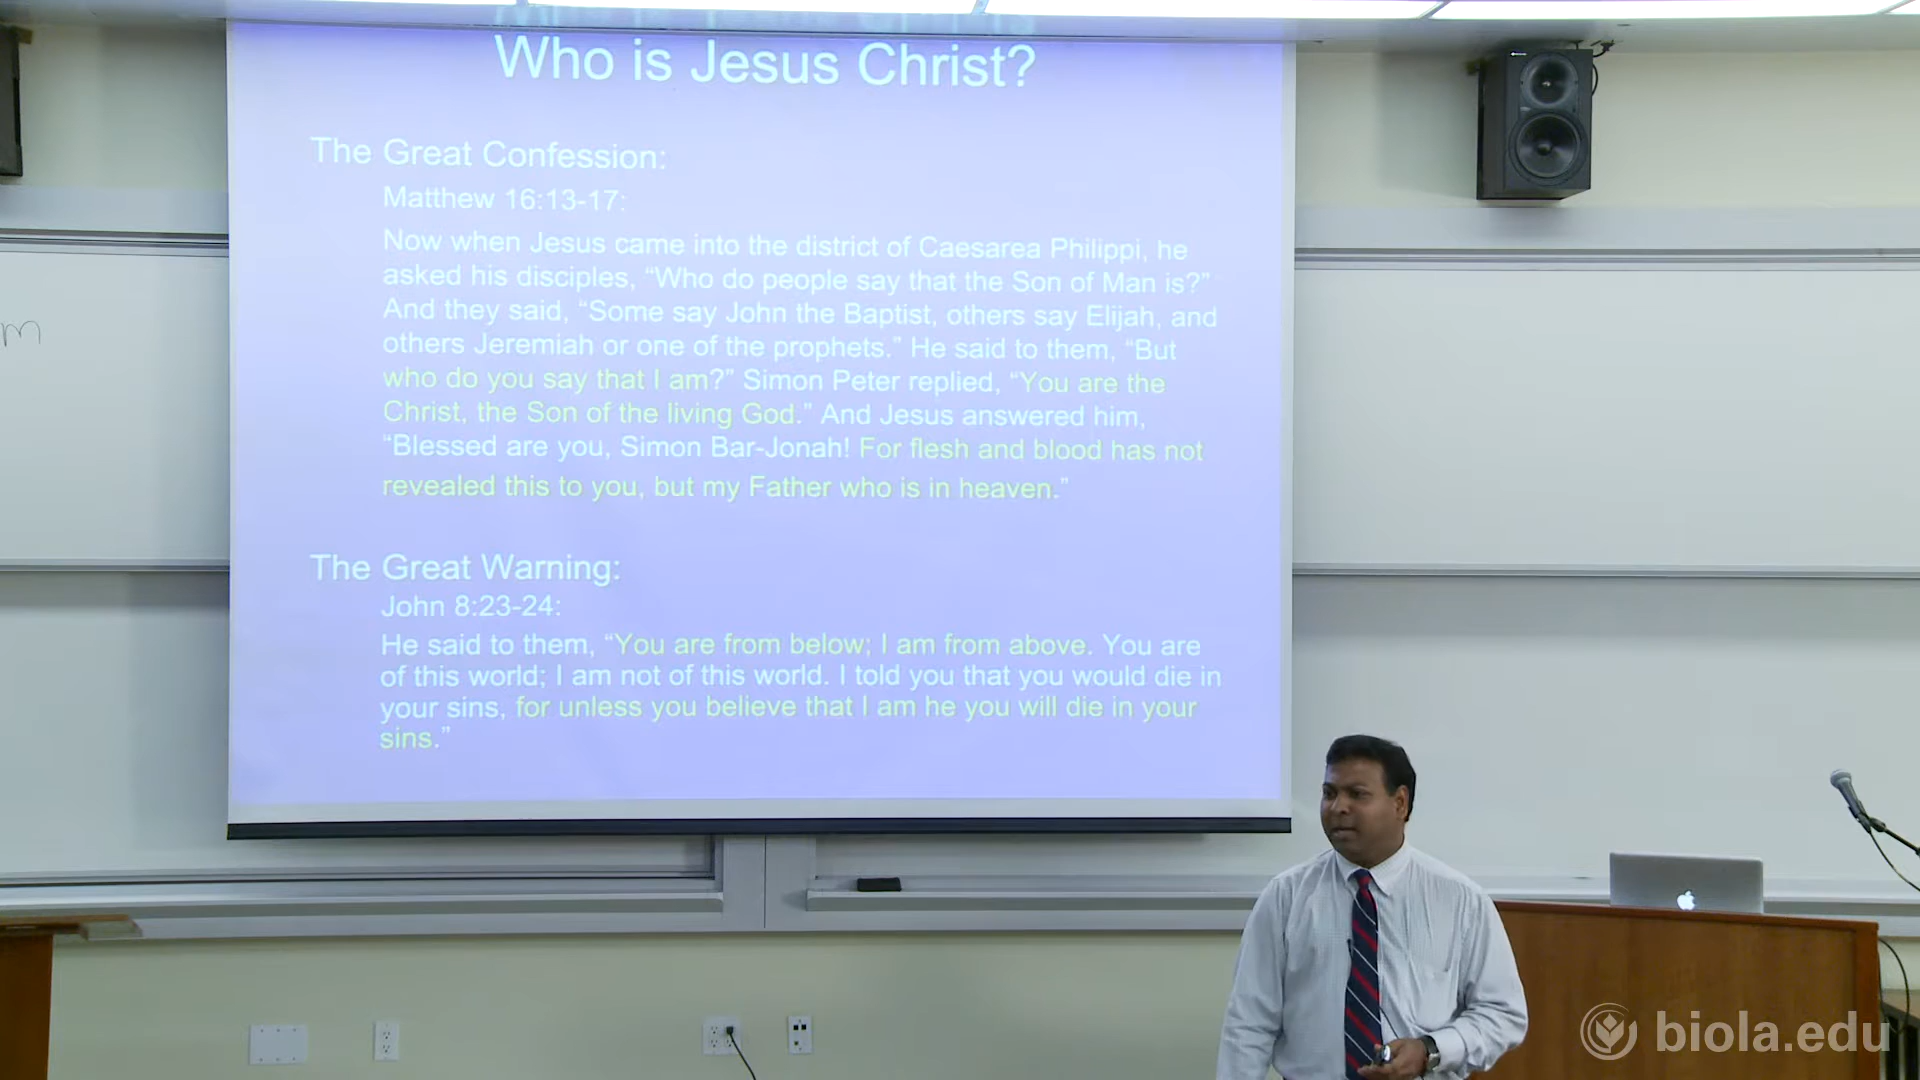 Who is Jesus Christ?
The Great Confession:
Matthew 16:13-17:
Now when Jesus came into the district of Caesarea Philippi, he
asked his disciples, “Who do people say that the Son of Man is?”
And they said, “Some say John the Baptist, others say Elijah, and
others Jeremiah or one of the prophets.” He said to them, “But
who do you say that I am?” Simon Peter replied, “You are the
Christ, the Son of the living God.” And Jesus answered him,
“Blessed are you, Simon Bar-Jonah! For flesh and blood has not
revealed this to you, but my Father who is in heaven.”
The Great Warning:
John 8:23-24:
He said to them, “You are from below; I am from above. You are
of this world; I am not of this world. I told you that you would die in
your sins, for unless you believe that I am he you will die in your
sins.”
m
biola.edu